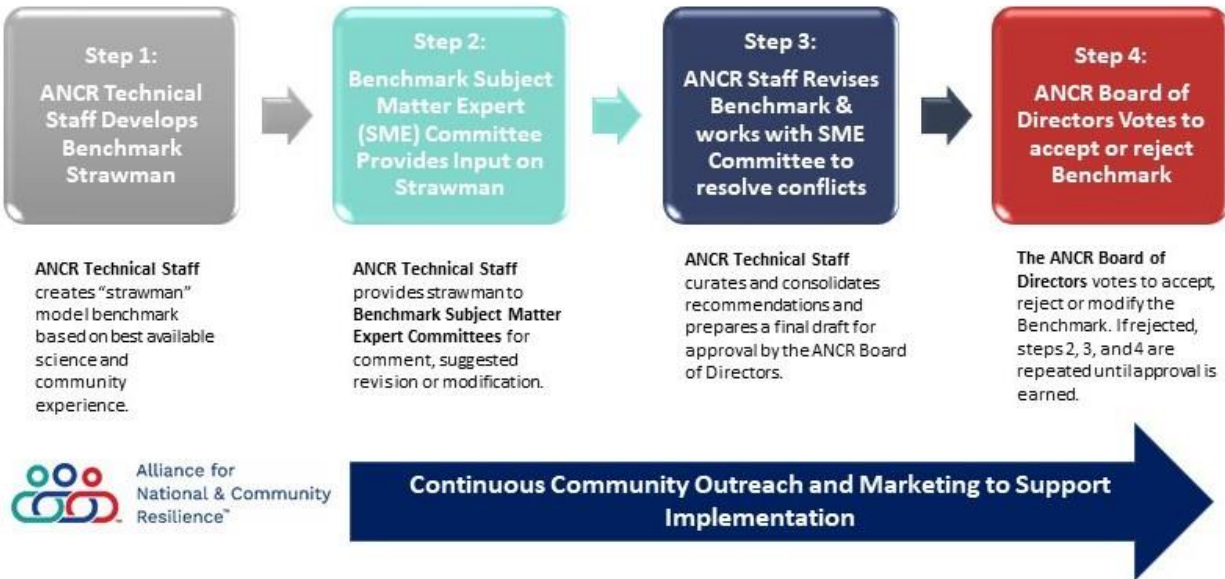 Step 1:
ANCR Technical
Staff Develops
Benchmark
Strawman
Step 2:
Benchmark Subject
Matter Expert
(SME) Committee
Provides Input on
Strawman
Step 3:
ANCR Staff Revises
Benchmark &
works with SME
Committee to
resolve conflicts
Step 4:
ANCR Board of
Directors Votes to
accept or reject
Benchmark
ANCR Technical Staff
creates “strawman”
model benchmark
based on best available
science and
community
experience.
ANCR Technical Staff
provides strawman to
Benchmark Subject Matter
Expert Committees for
comment, suggested
revision or modification.
ANCR Technical Staff
curates and consolidates
recommendations and
prepares a final draft for
approval by the ANCR Board
of Directors.
The ANCR Board of
Directors votes to accept,
reject or modify the
Benchmark. If rejected,
steps 2, 3, and 4 are
repeated until approval is
earned.
Alliance for
National & Community
Resilience™
Continuous Community Outreach and Marketing to Support
Implementation